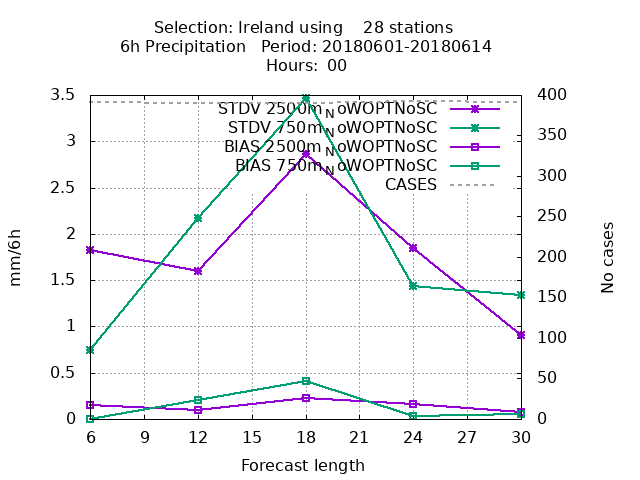 Selection: Ireland using 28 stations
6h Precipitation Period: 20180601-20180614
Hours: 00
3.5
3
2.5
2
1.5
1
0.5
0
mm/6h
STDV 2500m_NoWOPTNoSC
STDV 750m_NoWOPTNoSC
BIAS 2500m_NoWOPTNoSC
BIAS 750m_NoWOPTNoSC
CASES
400
350
300
250
200
150
100
50
0
No cases
6 9 12 15 18 21 24 27 30
Forecast length